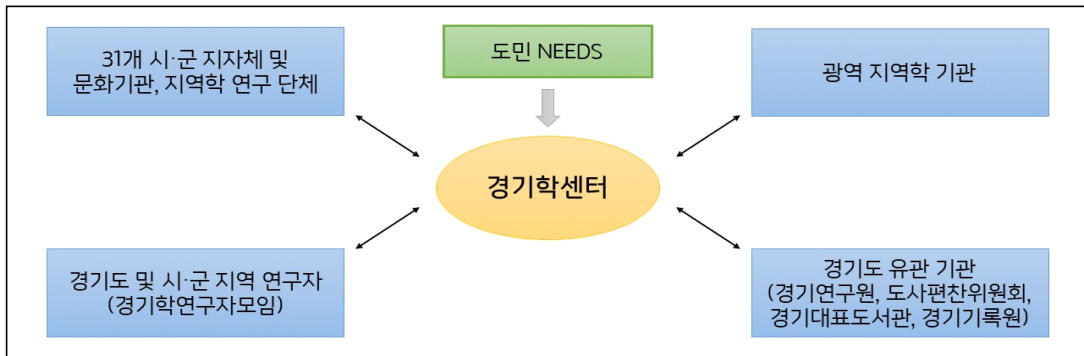 31개 시·군 지자체 및
문화기관, 지역학 연구 단체
도민 NEEDS
광역 지역학 기관
경기학센터
경기도 및 시·군 지역 연구자
(경기학연구자모임)
경기도 유관 기관
(경기연구원, 도사편찬위원회,
경기대표도서관, 경기기록원)